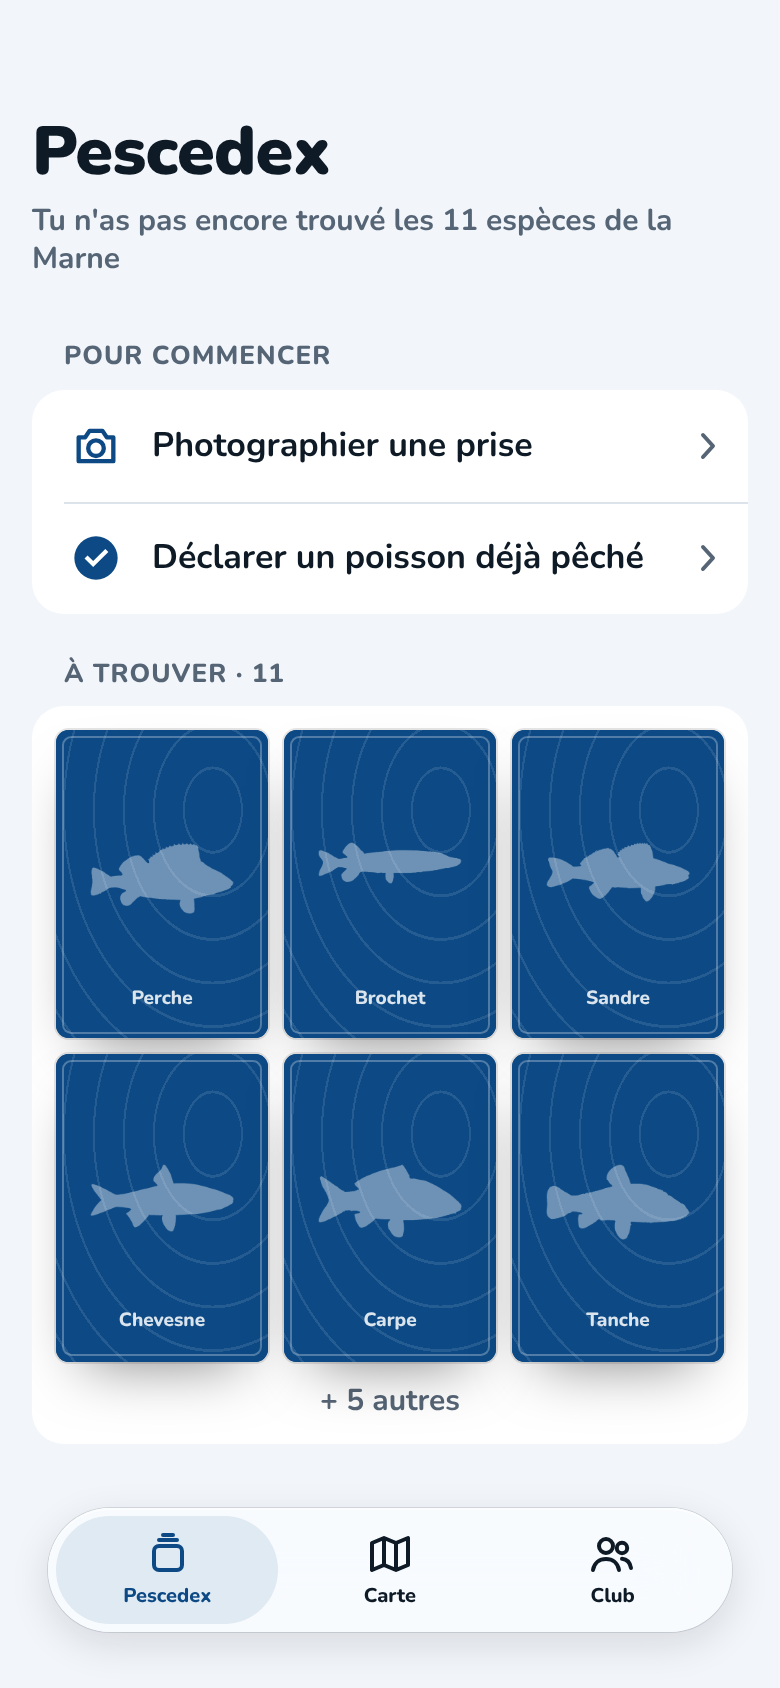 Pescedex
Tu n'as pas encore trouvé les 11 espèces de la
Marne
POUR COMMENCER
Photographier une prise
Déclarer un poisson déjà pêché
À TROUVER · 11
Perche
Brochet
Sandre
Chevesne
Carpe
Tanche
+ 5 autres
Pescedex
Carte
Club